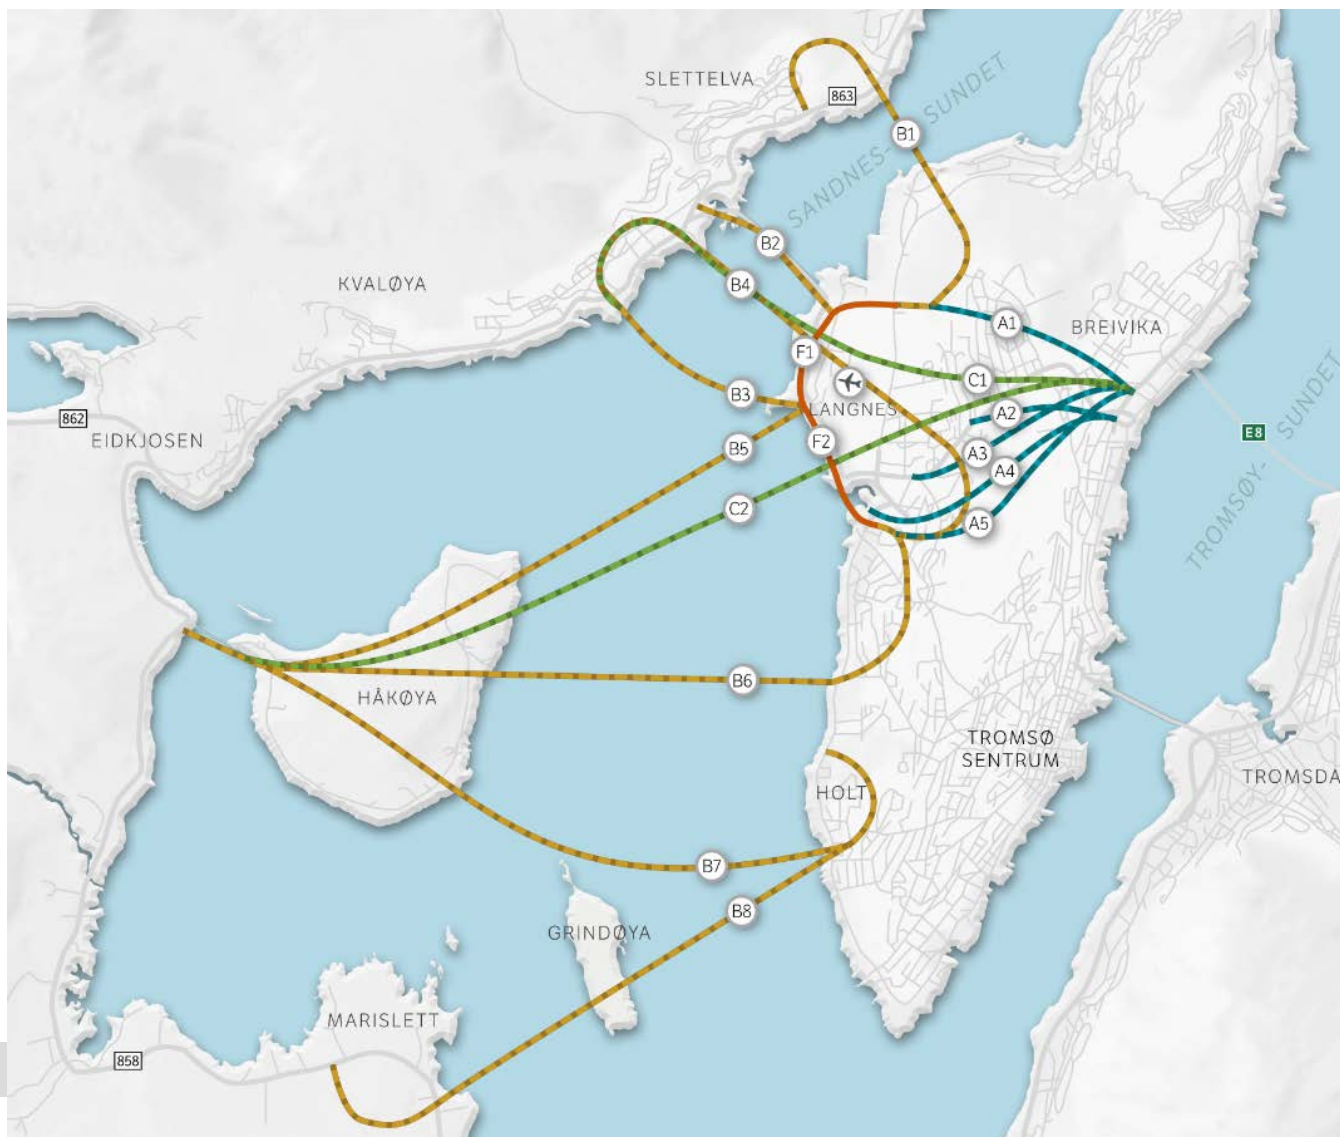 SLETTELVA
863
B1
SANDNES-
SUNDET
B2
B4
KVALØYA
A1
BREIVIKA
F1
C1
LANGNES
B3
A2
862
EIDKJOSEN
F2
B5
A3
A4
E8
TROMSØY-
SUNDET
C2
A5
B6
HÅKØYA
TROMSØ
SENTRUM
HOLT
TROMSDA
B7
B8
GRINDØYA
MARISLETT
858